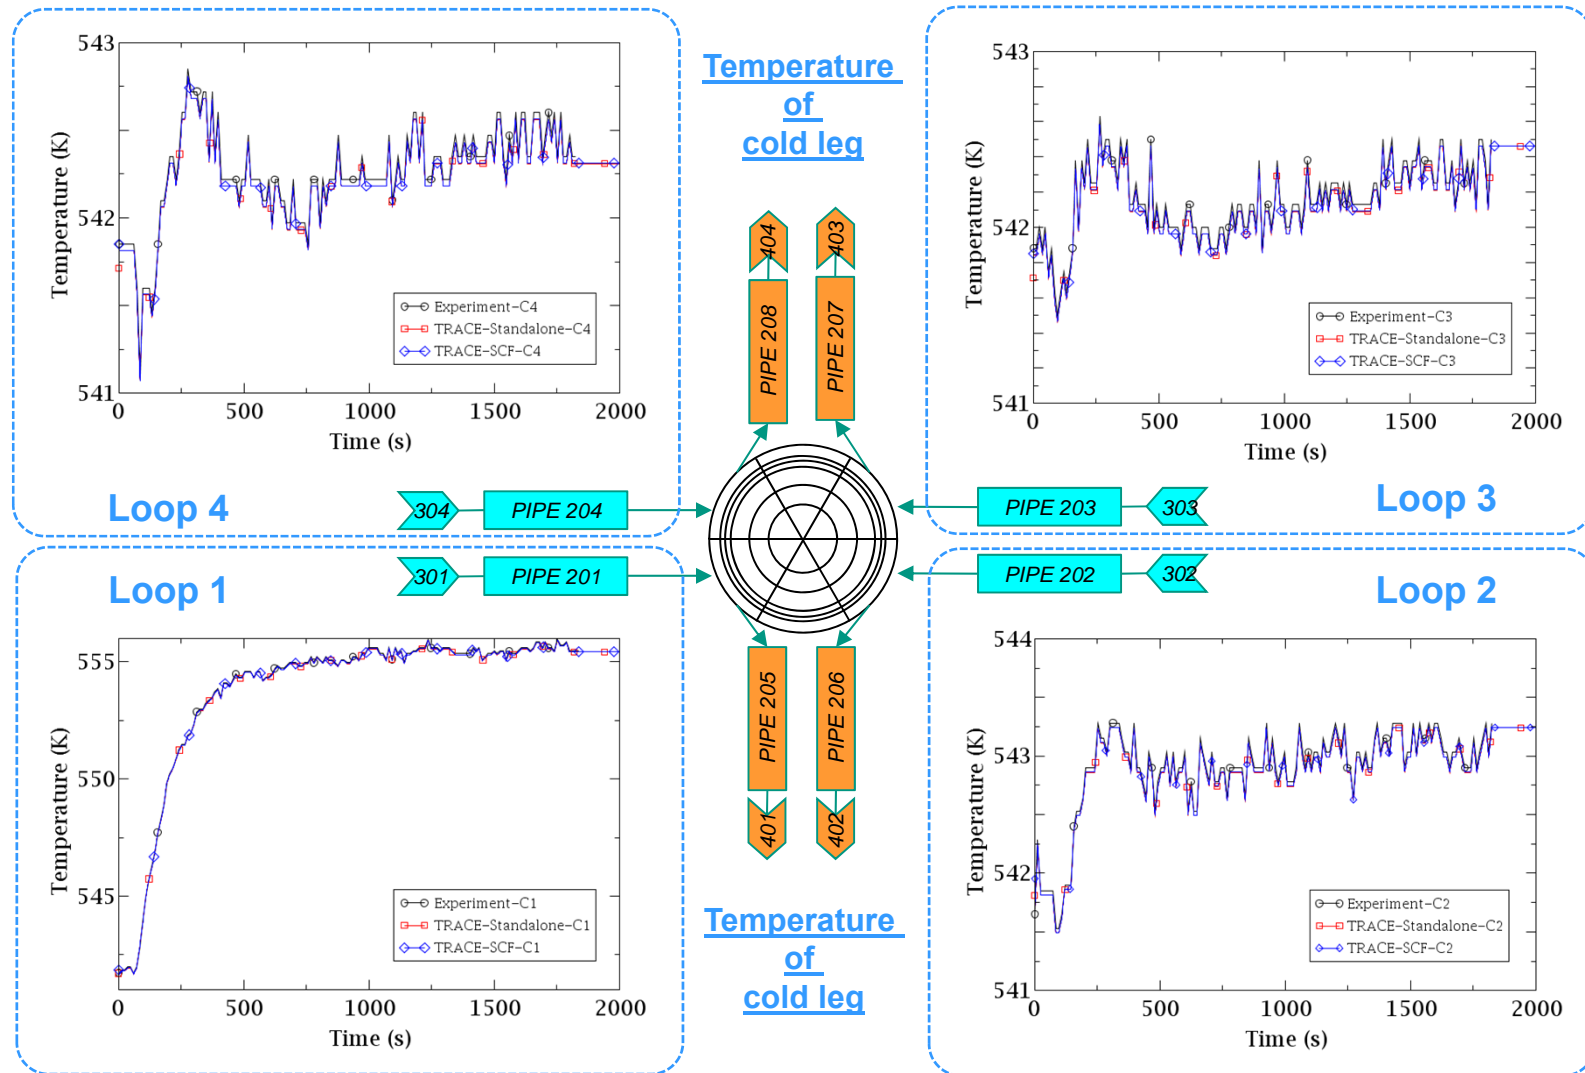 543
542
541
0
500
1000
1500
2000
Temperature (K)
Time (s)
Experiment-C4
TRACE-Standalone-C4
TRACE-SCF-C4
Loop 4
304
PIPE 204
Temperature
of
cold leg
404
403
PIPE 208
PIPE 207
543
542
541
0
500
1000
1500
2000
Temperature (K)
Time (s)
Experiment-C3
TRACE-Standalone-C3
TRACE-SCF-C3
Loop 3
PIPE 203
303
Loop 1
301
PIPE 201
555
550
545
0
500
1000
1500
2000
Temperature (K)
Time (s)
Experiment-C1
TRACE-Standalone-C1
TRACE-SCF-C1
PIPE 205
PIPE 206
401
402
Temperature
of
cold leg
PIPE 202
302
Loop 2
544
543
542
541
0
500
1000
1500
2000
Temperature (K)
Time (s)
Experiment-C2
TRACE-Standalone-C2
TRACE-SCF-C2